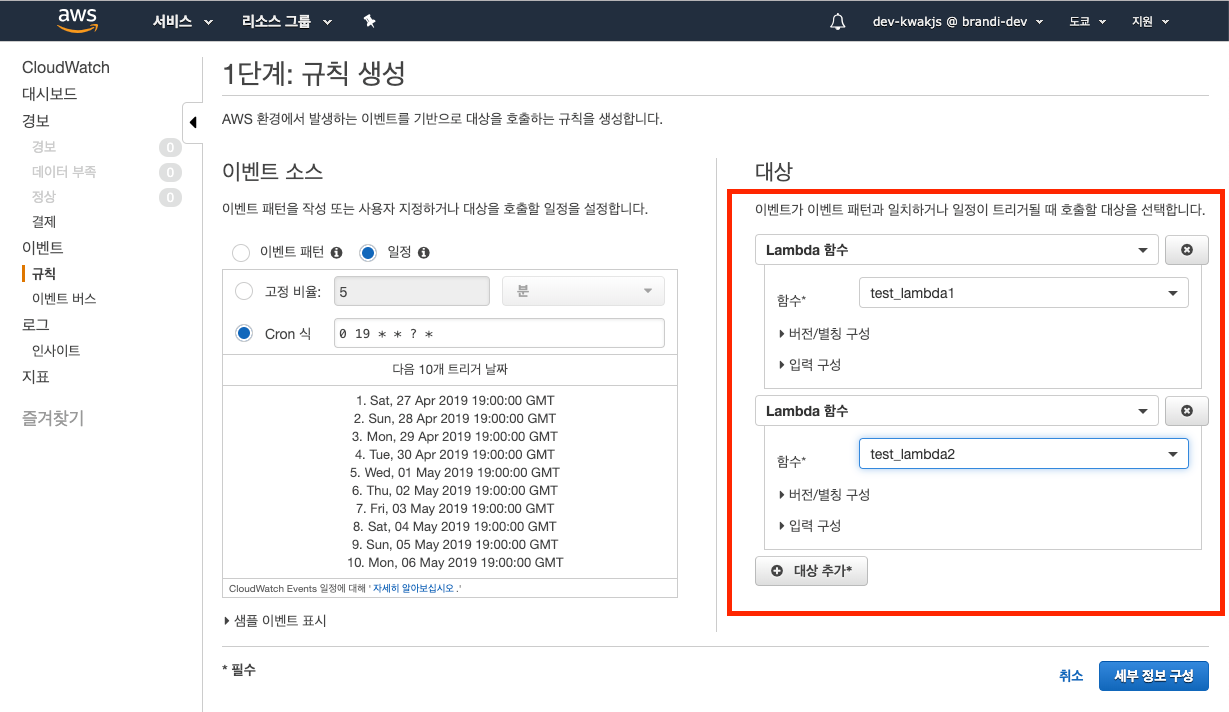 aws 서비스 리소스 그룹 dev-kwakjs @ brandi-dev 도쿄 지원
CloudWatch
대시보드
경보
경보 0
데이터 부족 0
정상 0
결제
이벤트
규칙
이벤트 버스
로그
인사이트
지표
즐겨찾기
1단계: 규칙 생성
AWS 환경에서 발생하는 이벤트를 기반으로 대상을 호출하는 규칙을 생성합니다.
이벤트 소스
이벤트 패턴을 작성 또는 사용자 지정하거나 대상을 호출할 일정을 설정합니다.
이벤트 패턴 일정
고정 비율: 5 분
Cron 식 0 19 * * ? *
다음 10개 트리거 날짜
1. Sat, 27 Apr 2019 19:00:00 GMT
2. Sun, 28 Apr 2019 19:00:00 GMT
3. Mon, 29 Apr 2019 19:00:00 GMT
4. Tue, 30 Apr 2019 19:00:00 GMT
5. Wed, 01 May 2019 19:00:00 GMT
6. Thu, 02 May 2019 19:00:00 GMT
7. Fri, 03 May 2019 19:00:00 GMT
8. Sat, 04 May 2019 19:00:00 GMT
9. Sun, 05 May 2019 19:00:00 GMT
10. Mon, 06 May 2019 19:00:00 GMT
CloudWatch Events 일정에 대해 ' 자세히 알아보십시오 .'
샘플 이벤트 표시
대상
이벤트가 이벤트 패턴과 일치하거나 일정이 트리거될 때 호출할 대상을 선택합니다.
Lambda 함수
함수* test_lambda1
버전/별칭 구성
입력 구성
Lambda 함수
함수* test_lambda2
버전/별칭 구성
입력 구성
대상 추가*
* 필수
취소 세부 정보 구성